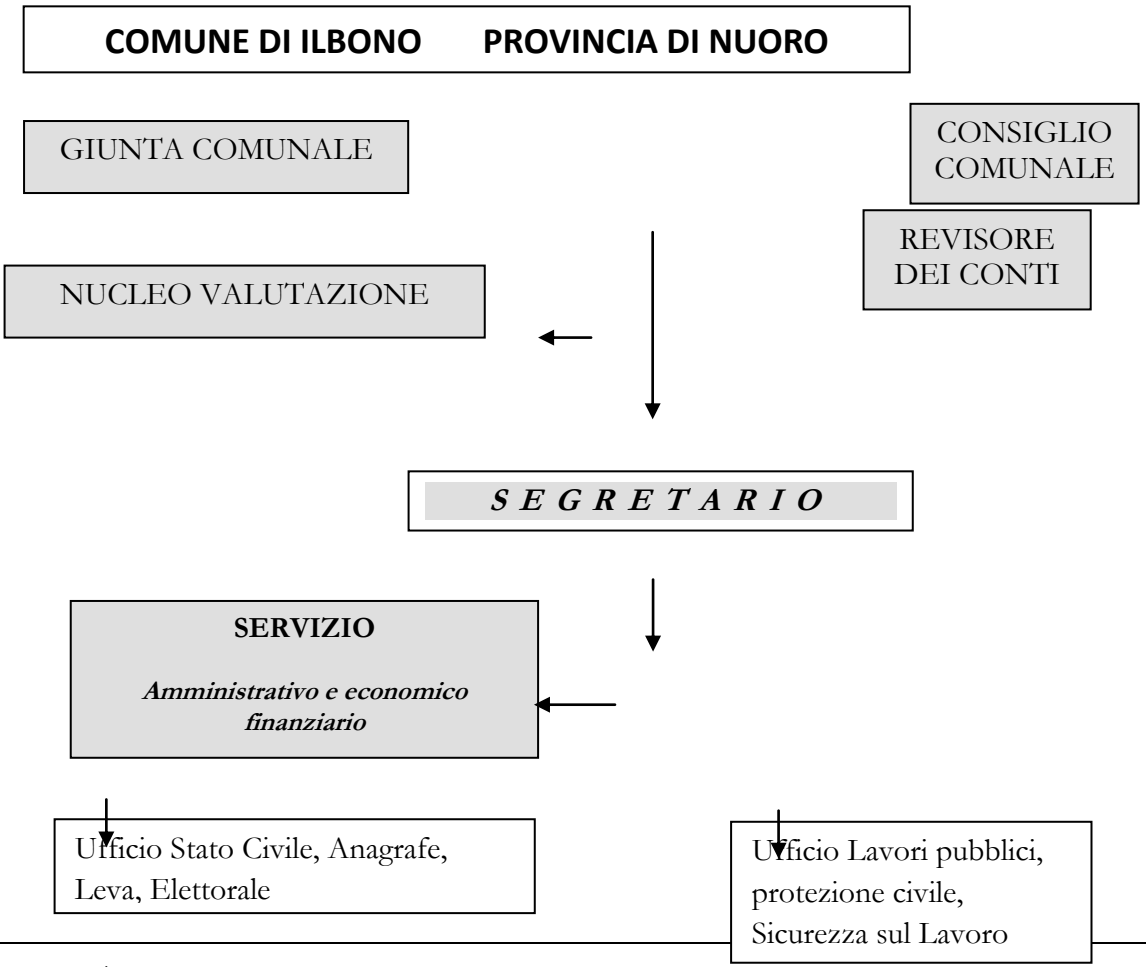 COMUNE DI ILBONO PROVINCIA DI NUORO
GIUNTA COMUNALE
CONSIGLIO
COMUNALE
REVISORE
DEI CONTI
NUCLEO VALUTAZIONE
SEGRETARIO
SERVIZIO
Amministrativo e economico
finanziario
Ufficio Stato Civile, Anagrafe,
Leva, Elettorale
Ufficio Lavori pubblici,
protezione civile,
Sicurezza sul Lavoro